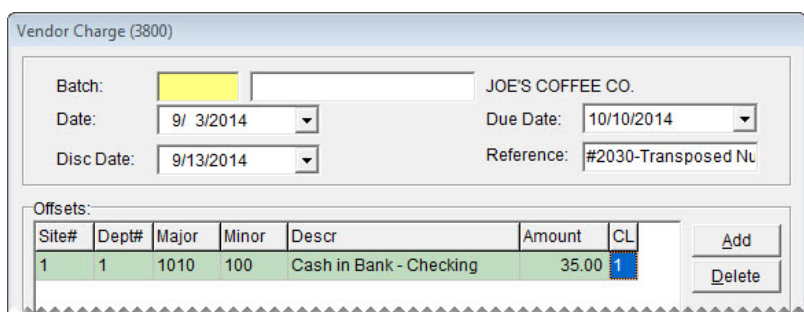 Vendor Charge (3800)
Batch: JOE'S COFFEE CO.
Date: 9/ 3/2014 Due Date: 10/10/2014
Disc Date: 9/13/2014 Reference: #2030-Transposed Nu
Offsets:
Site# Dept# Major Minor Descr Amount CL
1 1 1010 100 Cash in Bank - Checking 35.00 1
Add
Delete